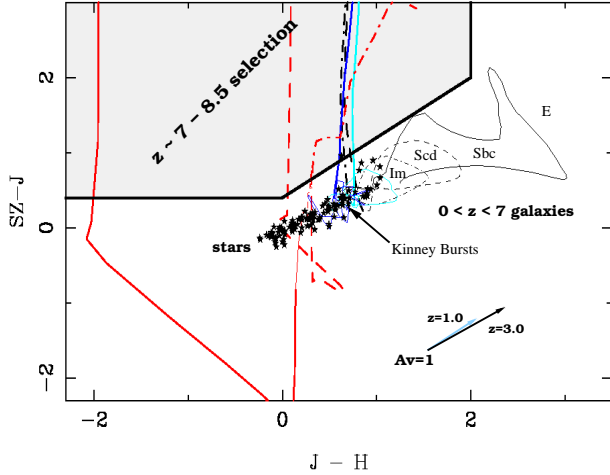 z ~ 7 – 8.5 selection
2
E
Scd
Sbc
Im
SZ–J
0
0 < z < 7 galaxies
stars
Kinney Bursts
z=1.0
z=3.0
Av=1
−2
−2
0
2
J − H